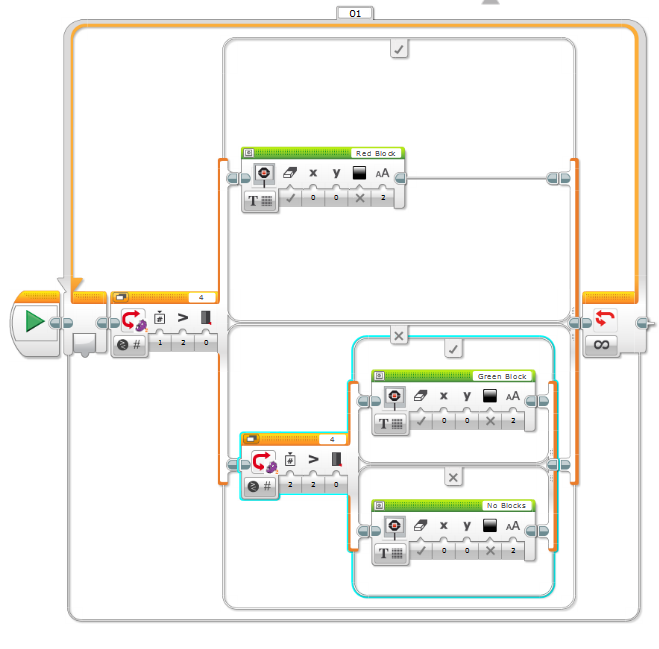 01
Red Block
x y AA
T 0 0 2
4
# >
# 1 2 0
Green Block
x y AA
T 0 0 2
4
# >
# 2 2 0
No Blocks
x y AA
T 0 0 2